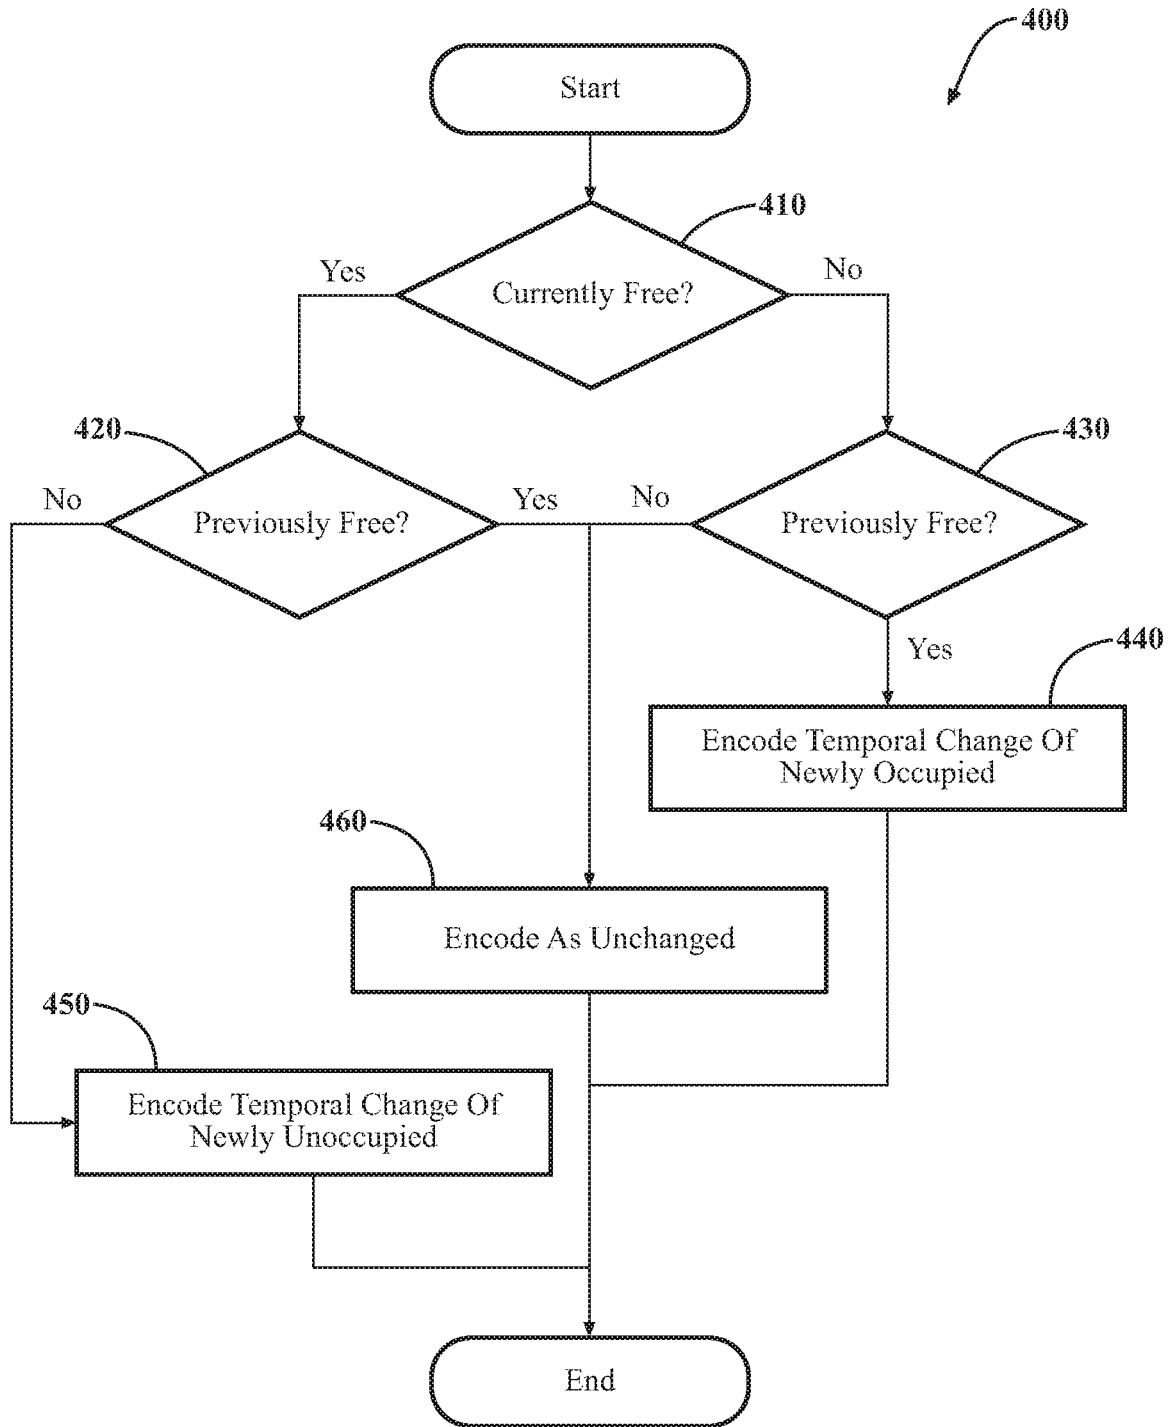 400
Start
410
Yes
No
Currently Free?
420
430
No
Yes
No
Previously Free?
Previously Free?
Yes
440
Encode Temporal Change Of
Newly Occupied
460
Encode As Unchanged
450
Encode Temporal Change Of
Newly Unoccupied
End